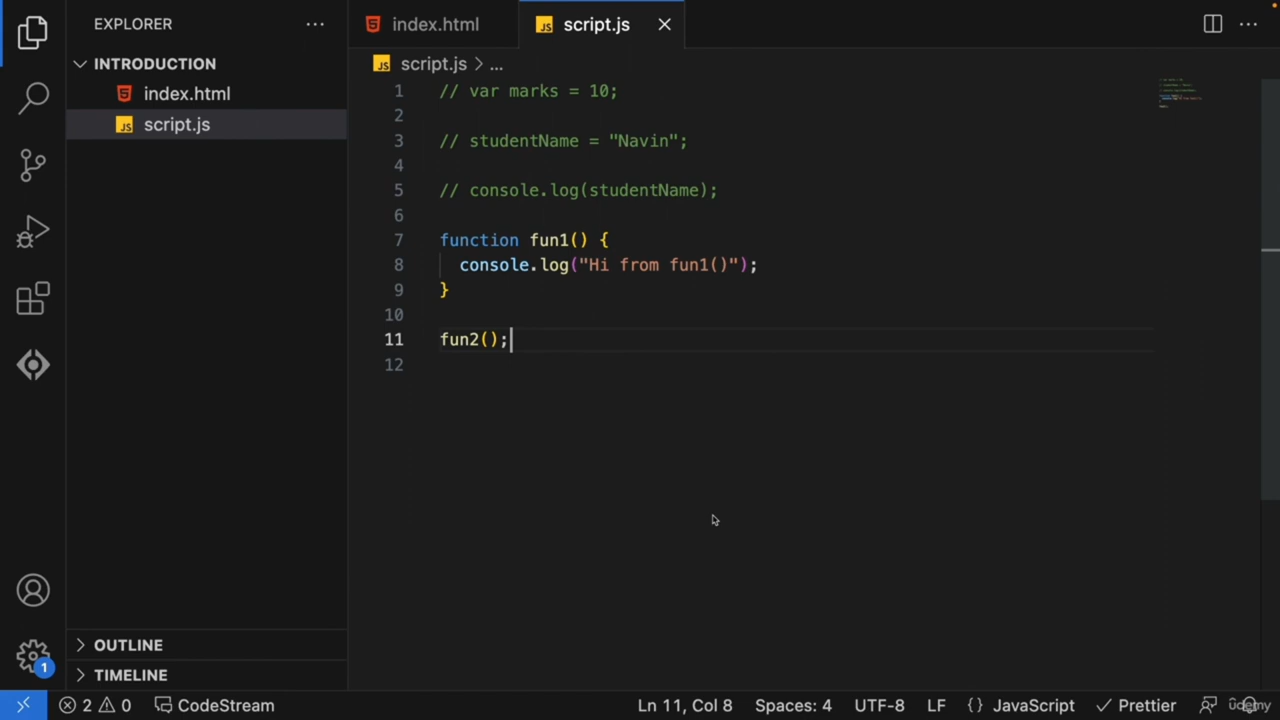 EXPLORER
INTRODUCTION
index.html
script.js
OUTLINE
TIMELINE
index.html
script.js
script.js > ...
1 // var marks = 10;
2
3 // studentName = "Navin";
4
5 // console.log(studentName);
6
7 function fun1() {
8 console.log("Hi from fun1()");
9 }
10
11 fun2();
12
1
2 0 CodeStream Ln 11, Col 8 Spaces: 4 UTF-8 LF {} JavaScript Prettier
udemy